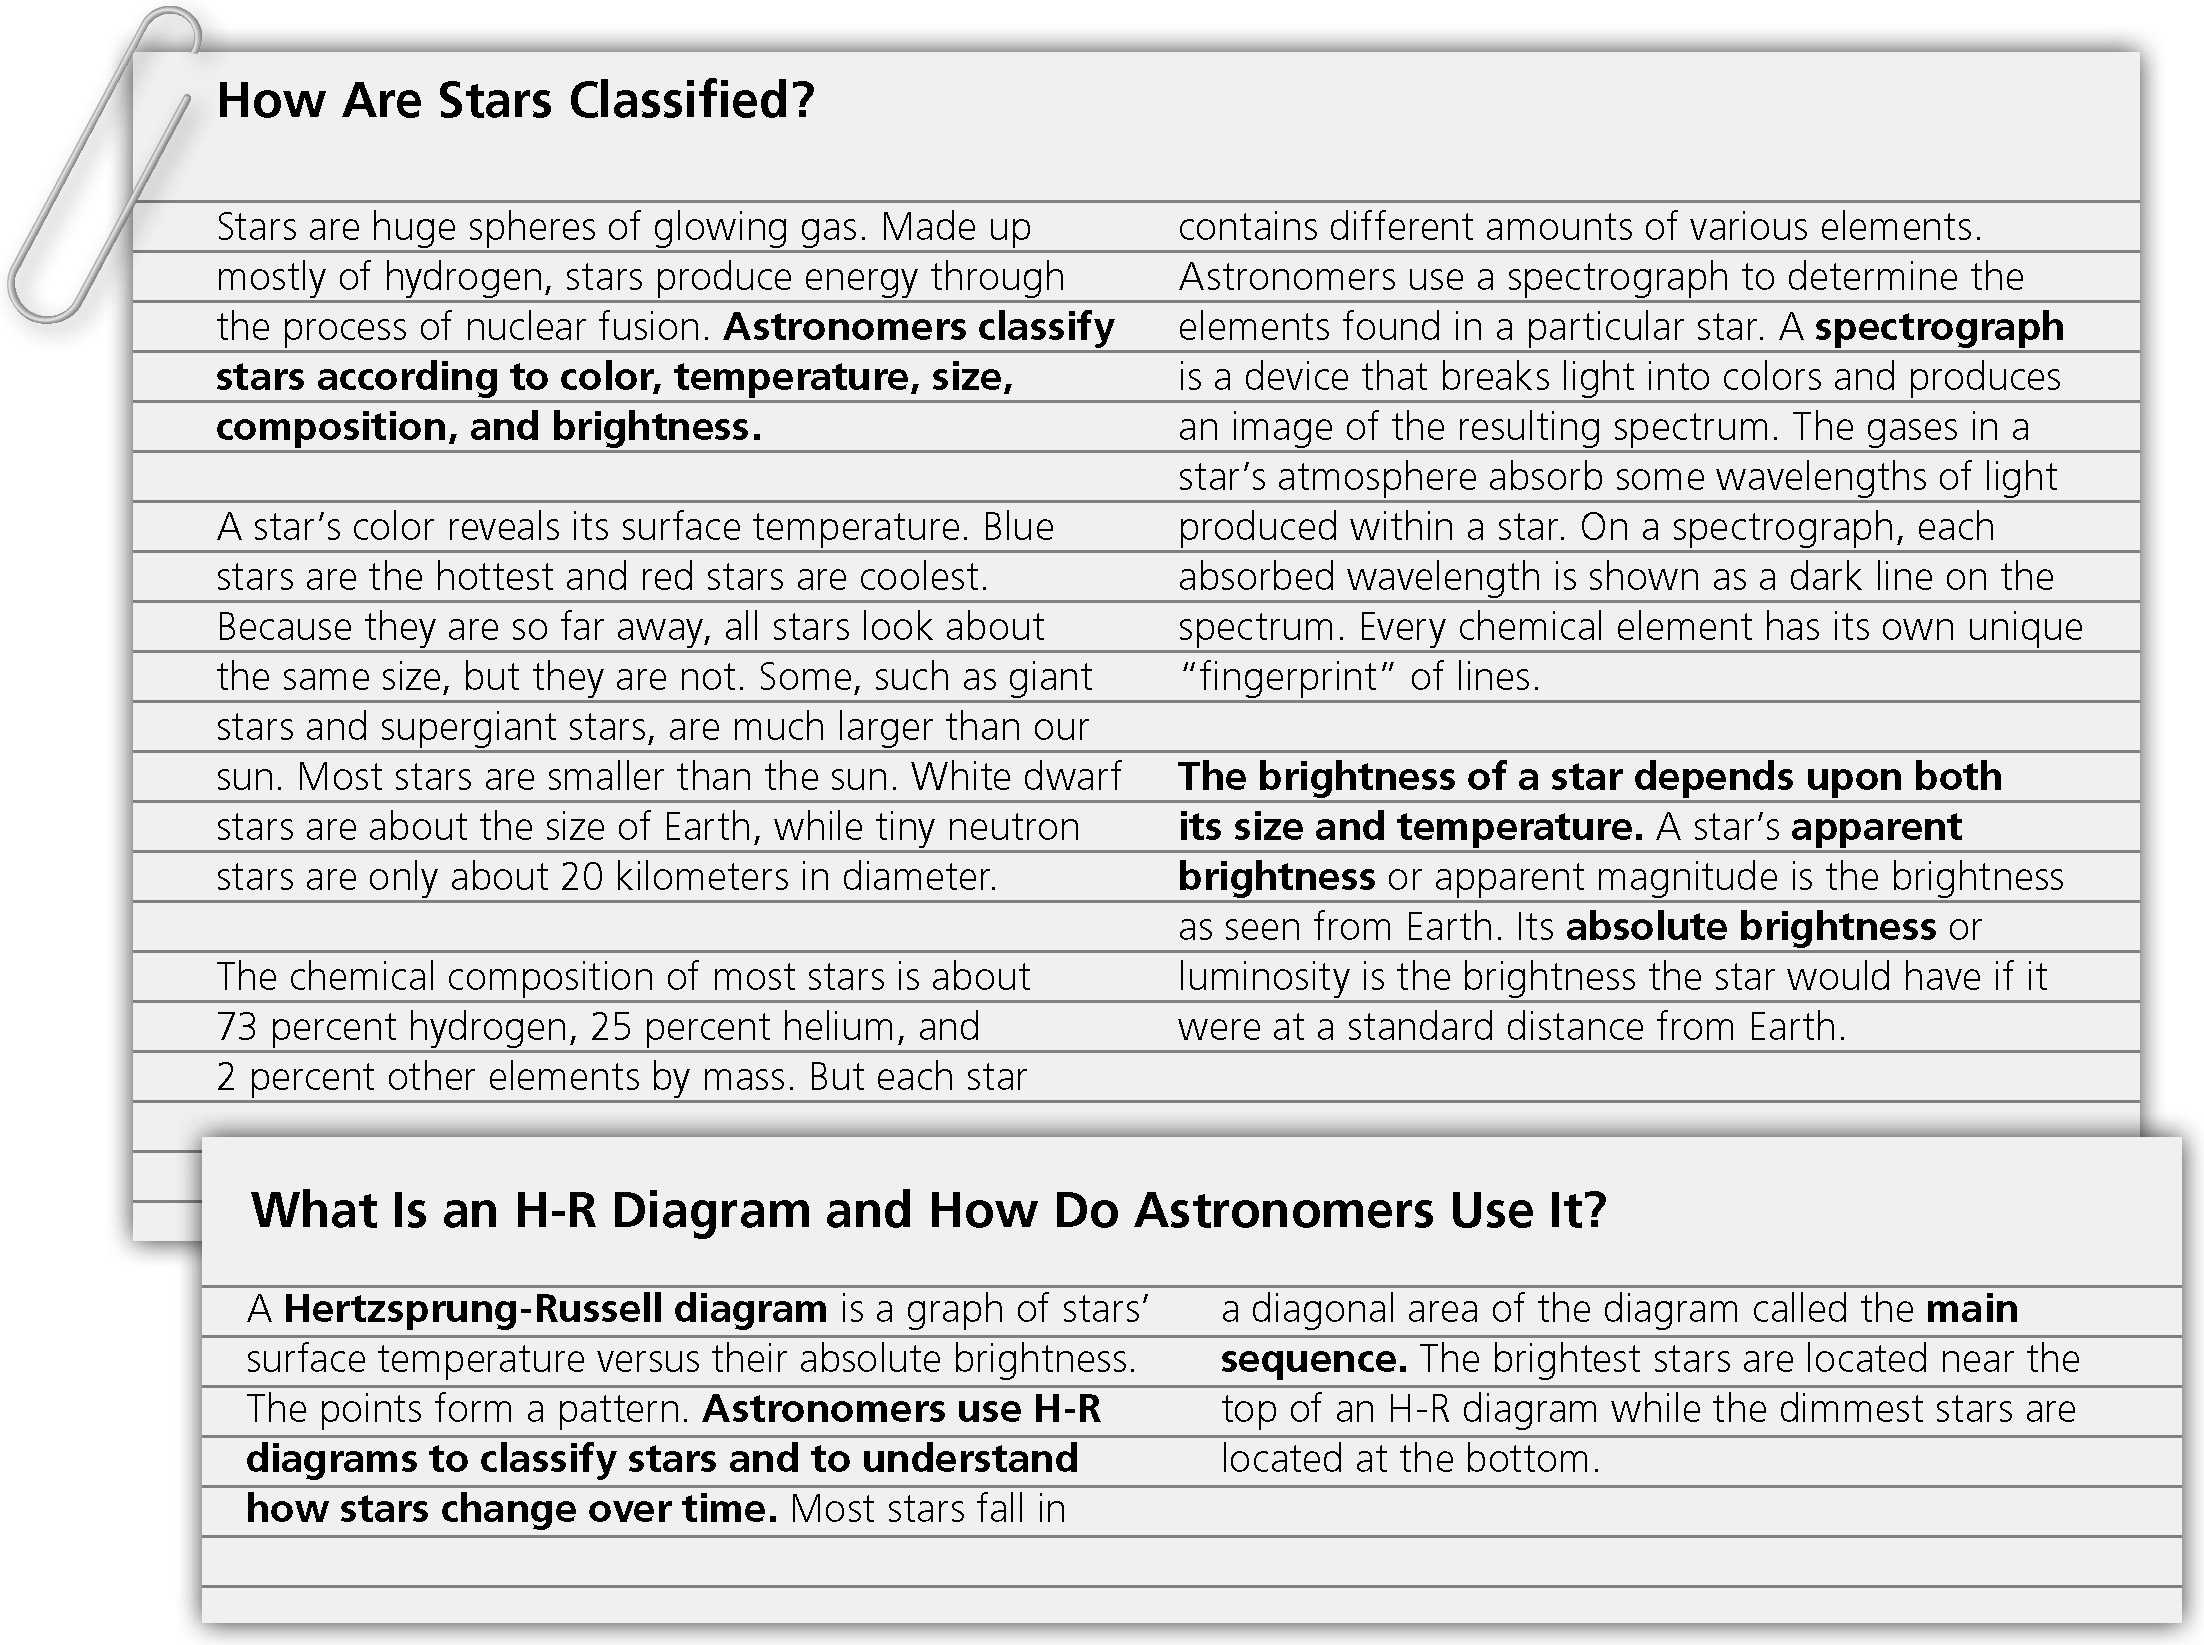 How Are Stars Classified?
Stars are huge spheres of glowing gas. Made up
mostly of hydrogen, stars produce energy through
the process of nuclear fusion. Astronomers classify
stars according to color, temperature, size,
composition, and brightness.
A star’s color reveals its surface temperature. Blue
stars are the hottest and red stars are coolest.
Because they are so far away, all stars look about
the same size, but they are not. Some, such as giant
stars and supergiant stars, are much larger than our
sun. Most stars are smaller than the sun. White dwarf
stars are about the size of Earth, while tiny neutron
stars are only about 20 kilometers in diameter.
The chemical composition of most stars is about
73 percent hydrogen, 25 percent helium, and
2 percent other elements by mass. But each star
contains different amounts of various elements.
Astronomers use a spectrograph to determine the
elements found in a particular star. A spectrograph
is a device that breaks light into colors and produces
an image of the resulting spectrum. The gases in a
star’s atmosphere absorb some wavelengths of light
produced within a star. On a spectrograph, each
absorbed wavelength is shown as a dark line on the
spectrum. Every chemical element has its own unique
“fingerprint” of lines.
The brightness of a star depends upon both
its size and temperature. A star’s apparent
brightness or apparent magnitude is the brightness
as seen from Earth. Its absolute brightness or
luminosity is the brightness the star would have if it
were at a standard distance from Earth.
What Is an H-R Diagram and How Do Astronomers Use It?
A Hertzsprung-Russell diagram is a graph of stars’
surface temperature versus their absolute brightness.
The points form a pattern. Astronomers use H-R
diagrams to classify stars and to understand
how stars change over time. Most stars fall in
a diagonal area of the diagram called the main
sequence. The brightest stars are located near the
top of an H-R diagram while the dimmest stars are
located at the bottom.